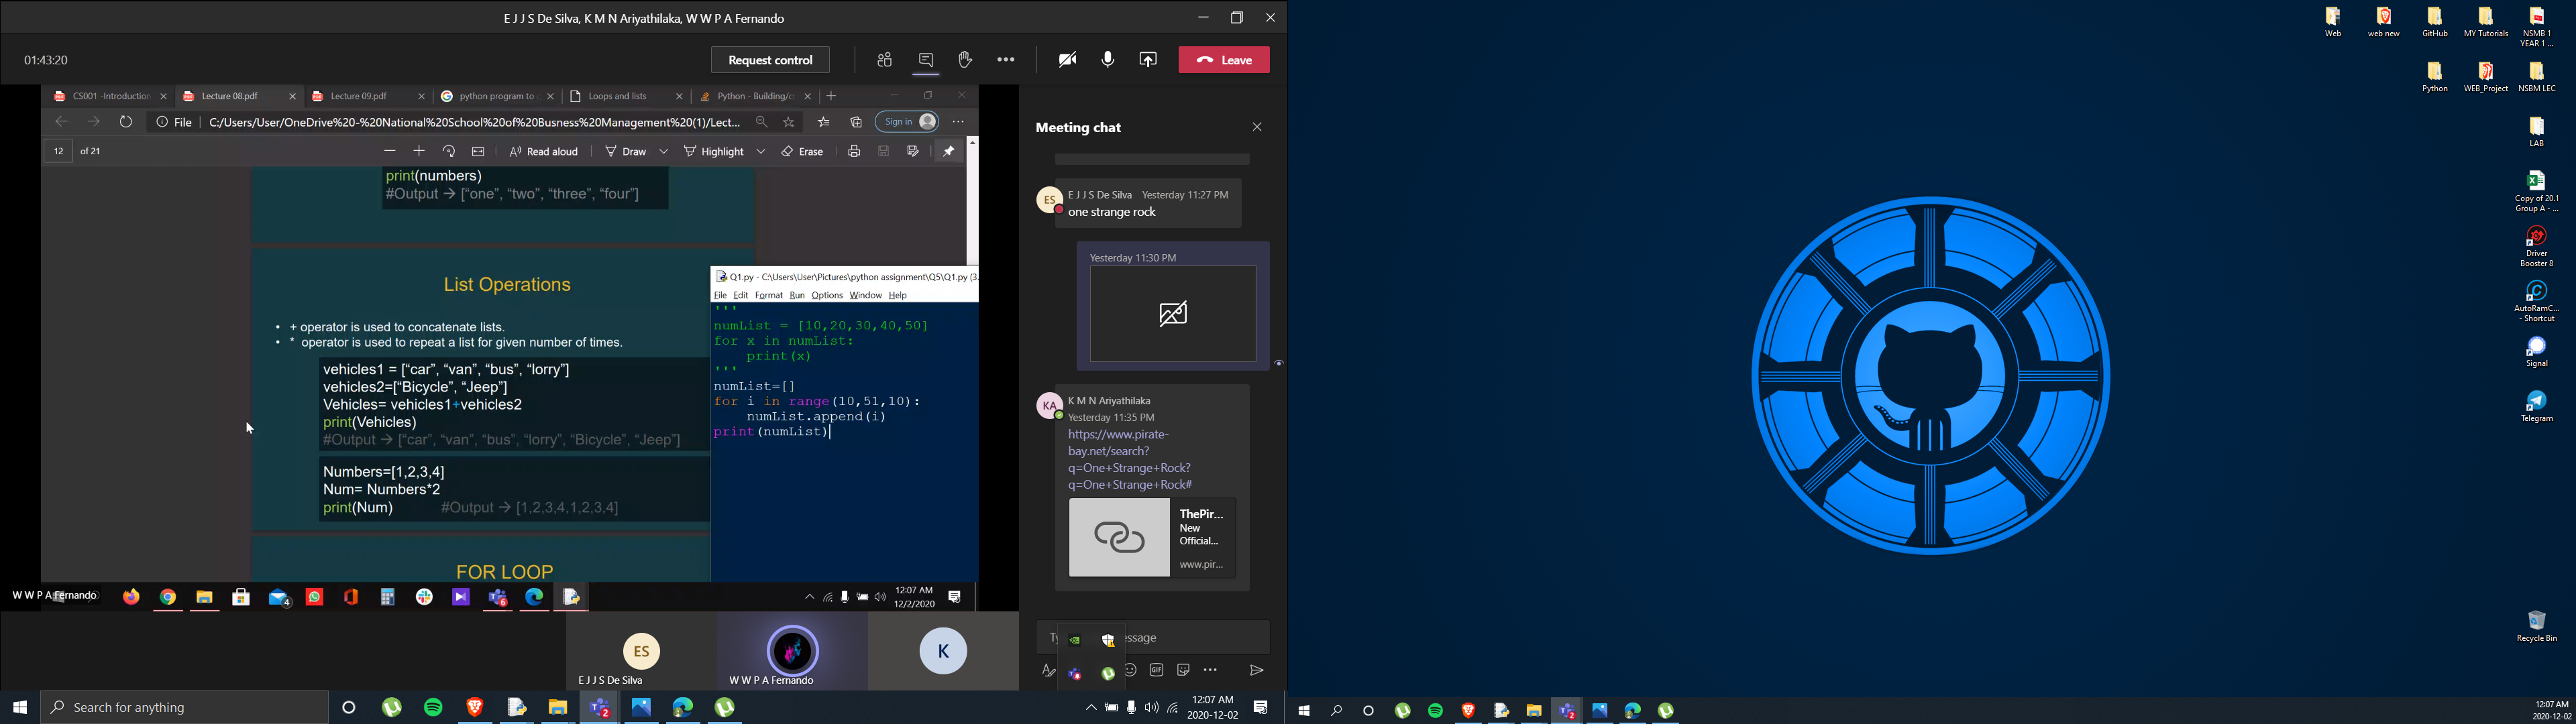 E J J S De Silva, K M N Ariyathilaka, W W P A Fernando
01:43:20
Request control
Leave
CS001 -Introduction
Lecture 08.pdf
Lecture 09.pdf
python program to
Loops and lists
Python - Building/c
File
C:/Users/User/OneDrive%20-%20National%20School%20of%20Busness%20Management%20(1)/Lect...
Sign in
12
of 21
Read aloud
Draw
Highlight
Erase
print(numbers)
#Output → [“one”, “two”, “three”, “four”]
List Operations
• + operator is used to concatenate lists.
• * operator is used to repeat a list for given number of times.
vehicles1 = [“car”, “van”, “bus”, “lorry”]
vehicles2=[“Bicycle”, “Jeep”]
Vehicles= vehicles1+vehicles2
print(Vehicles)
#Output → [“car”, “van”, “bus”, “lorry”, “Bicycle”, “Jeep”]
Numbers=[1,2,3,4]
Num= Numbers*2
print(Num) #Output → [1,2,3,4,1,2,3,4]
FOR LOOP
Q1.py - C:\Users\User\Pictures\python assignment\Q5\Q1.py (3.
File Edit Format Run Options Window Help
'''
numList = [10,20,30,40,50]
for x in numList:
print(x)
'''
numList=[]
for i in range(10,51,10):
numList.append(i)
print(numList)
W W P A Fernando
4
6
12:07 AM
12/2/2020
Meeting chat
ES
E J J S De Silva Yesterday 11:27 PM
one strange rock
Yesterday 11:30 PM
KA
K M N Ariyathilaka
Yesterday 11:35 PM
https://www.pirate-
bay.net/search?
q=One+Strange+Rock?
q=One+Strange+Rock#
ThePir...
New
Official...
www.pir...
GIF
ES
E J J S De Silva
W W P A Fernando
K
Search for anything
2
12:07 AM
2020-12-02
Web
web new
GitHub
MY Tutorials
NSMB 1
YEAR 1 ...
Python
WEB_Project
NSBM LEC
LAB
Copy of 20.1
Group A - ...
Driver
Booster 8
AutoRamC...
- Shortcut
Signal
Telegram
Recycle Bin
2
12:07 AM
2020-12-02